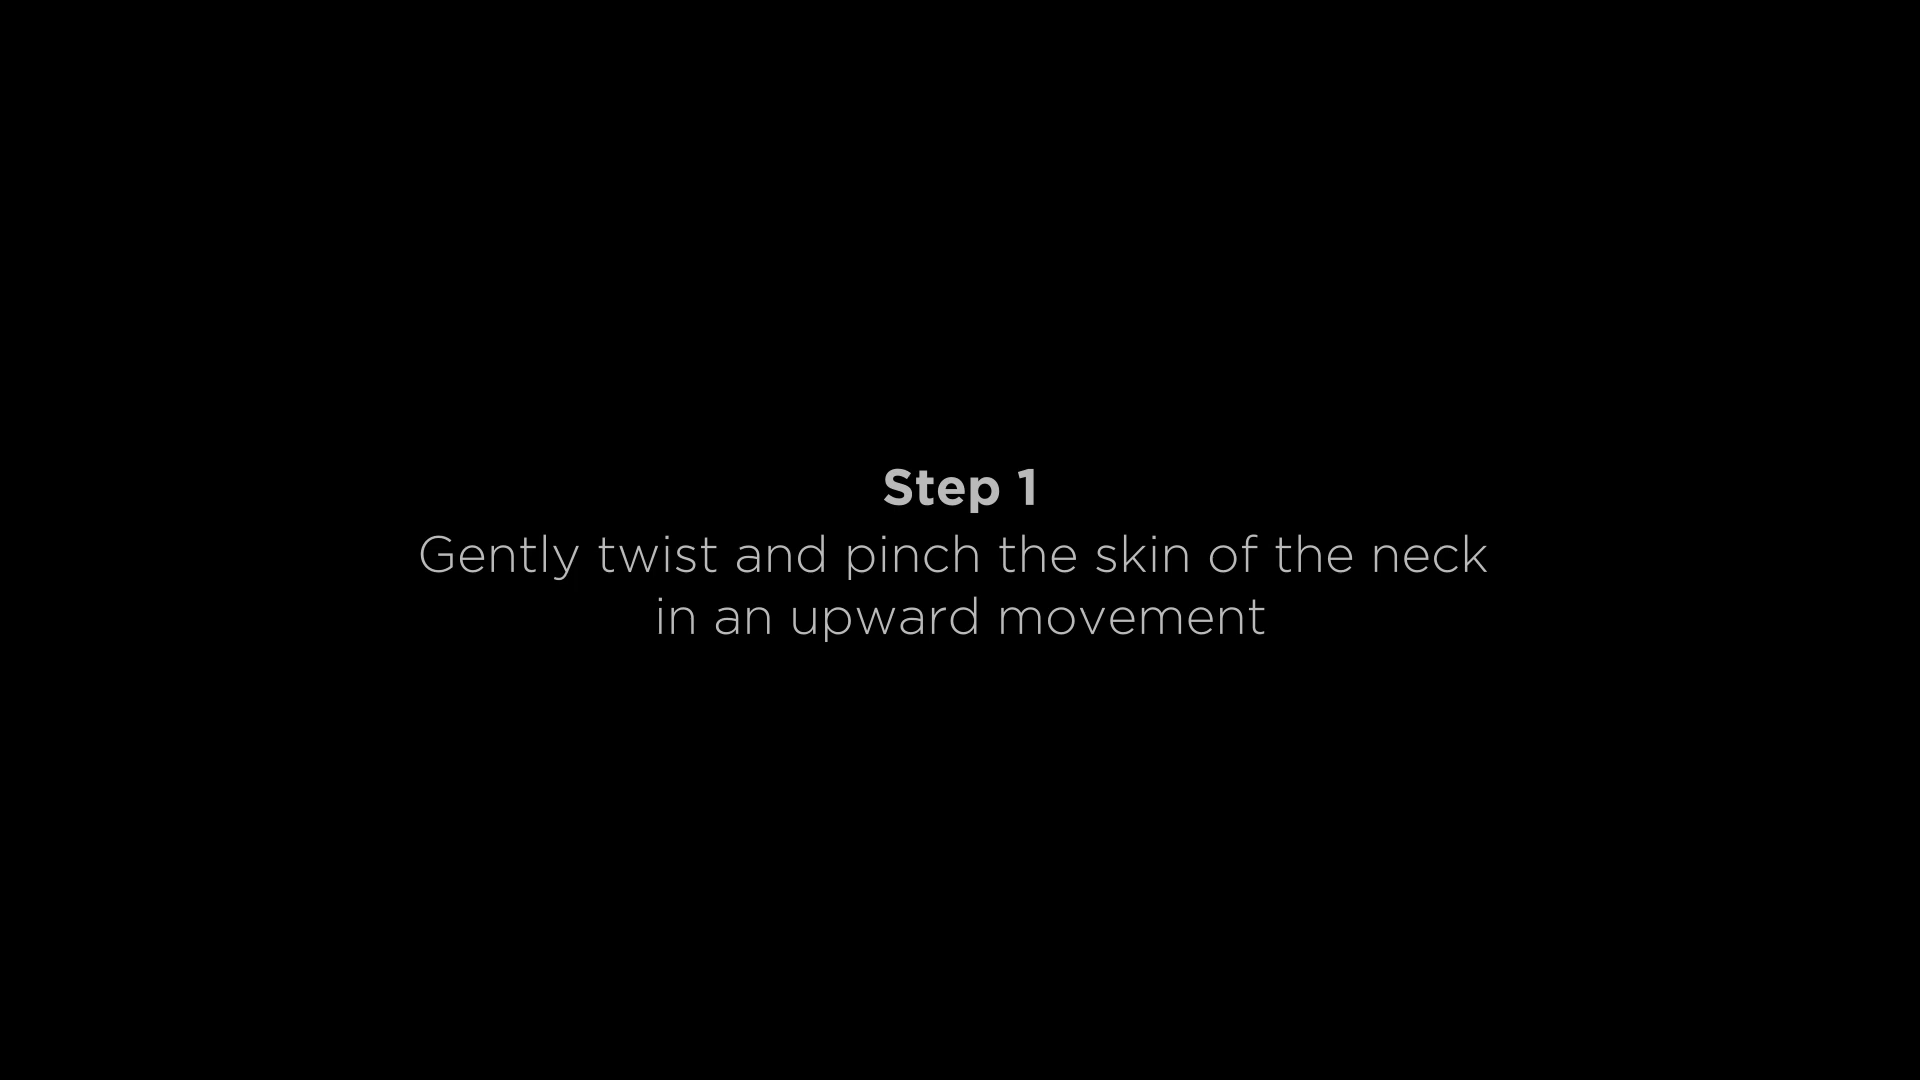 Step 1
Gently twist and pinch the skin of the neck
in an upward movement